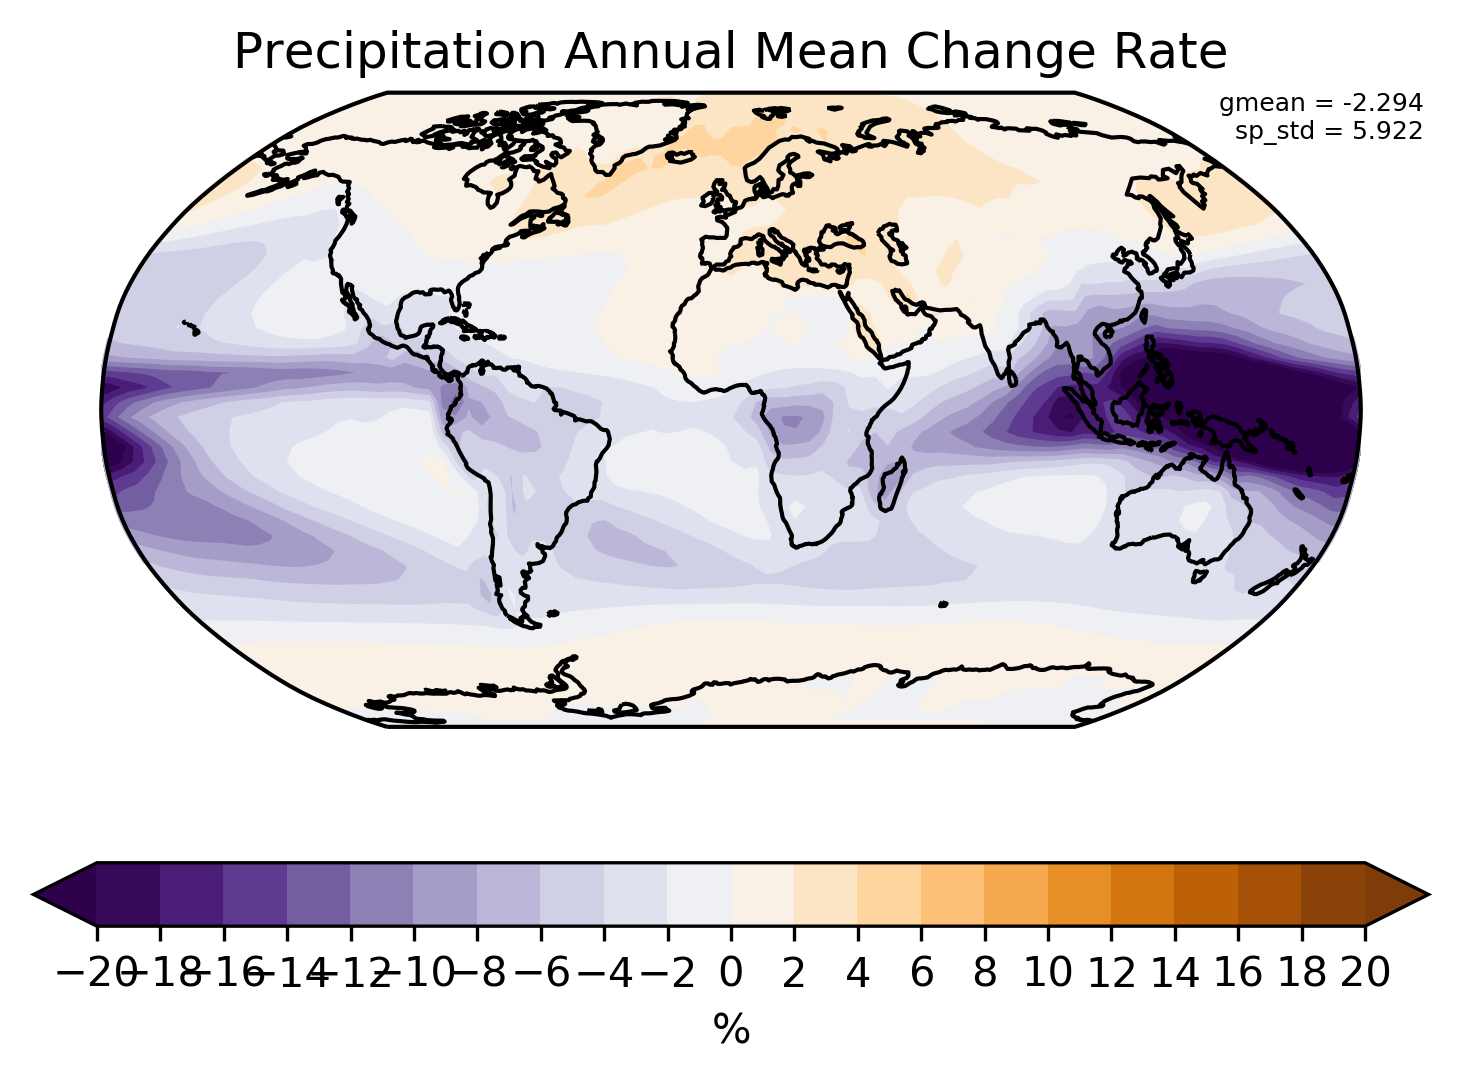 Precipitation Annual Mean Change Rate
gmean = -2.294
sp_std = 5.922
−20 −18 −16 −14 −12 −10 −8 −6 −4 −2 0 2 4 6 8 10 12 14 16 18 20
%